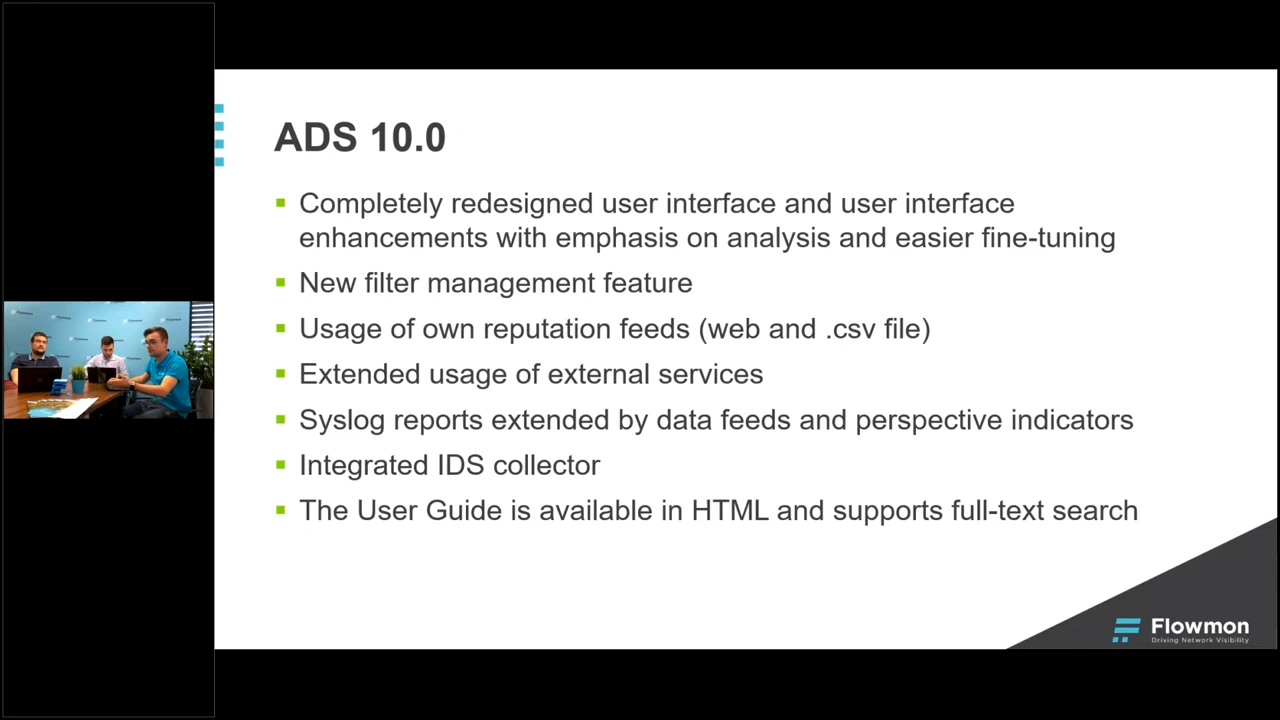 ADS 10.0
Completely redesigned user interface and user interface
enhancements with emphasis on analysis and easier fine-tuning
New filter management feature
Usage of own reputation feeds (web and .csv file)
Extended usage of external services
Syslog reports extended by data feeds and perspective indicators
Integrated IDS collector
The User Guide is available in HTML and supports full-text search
Flowmon
Driving Network Visibility